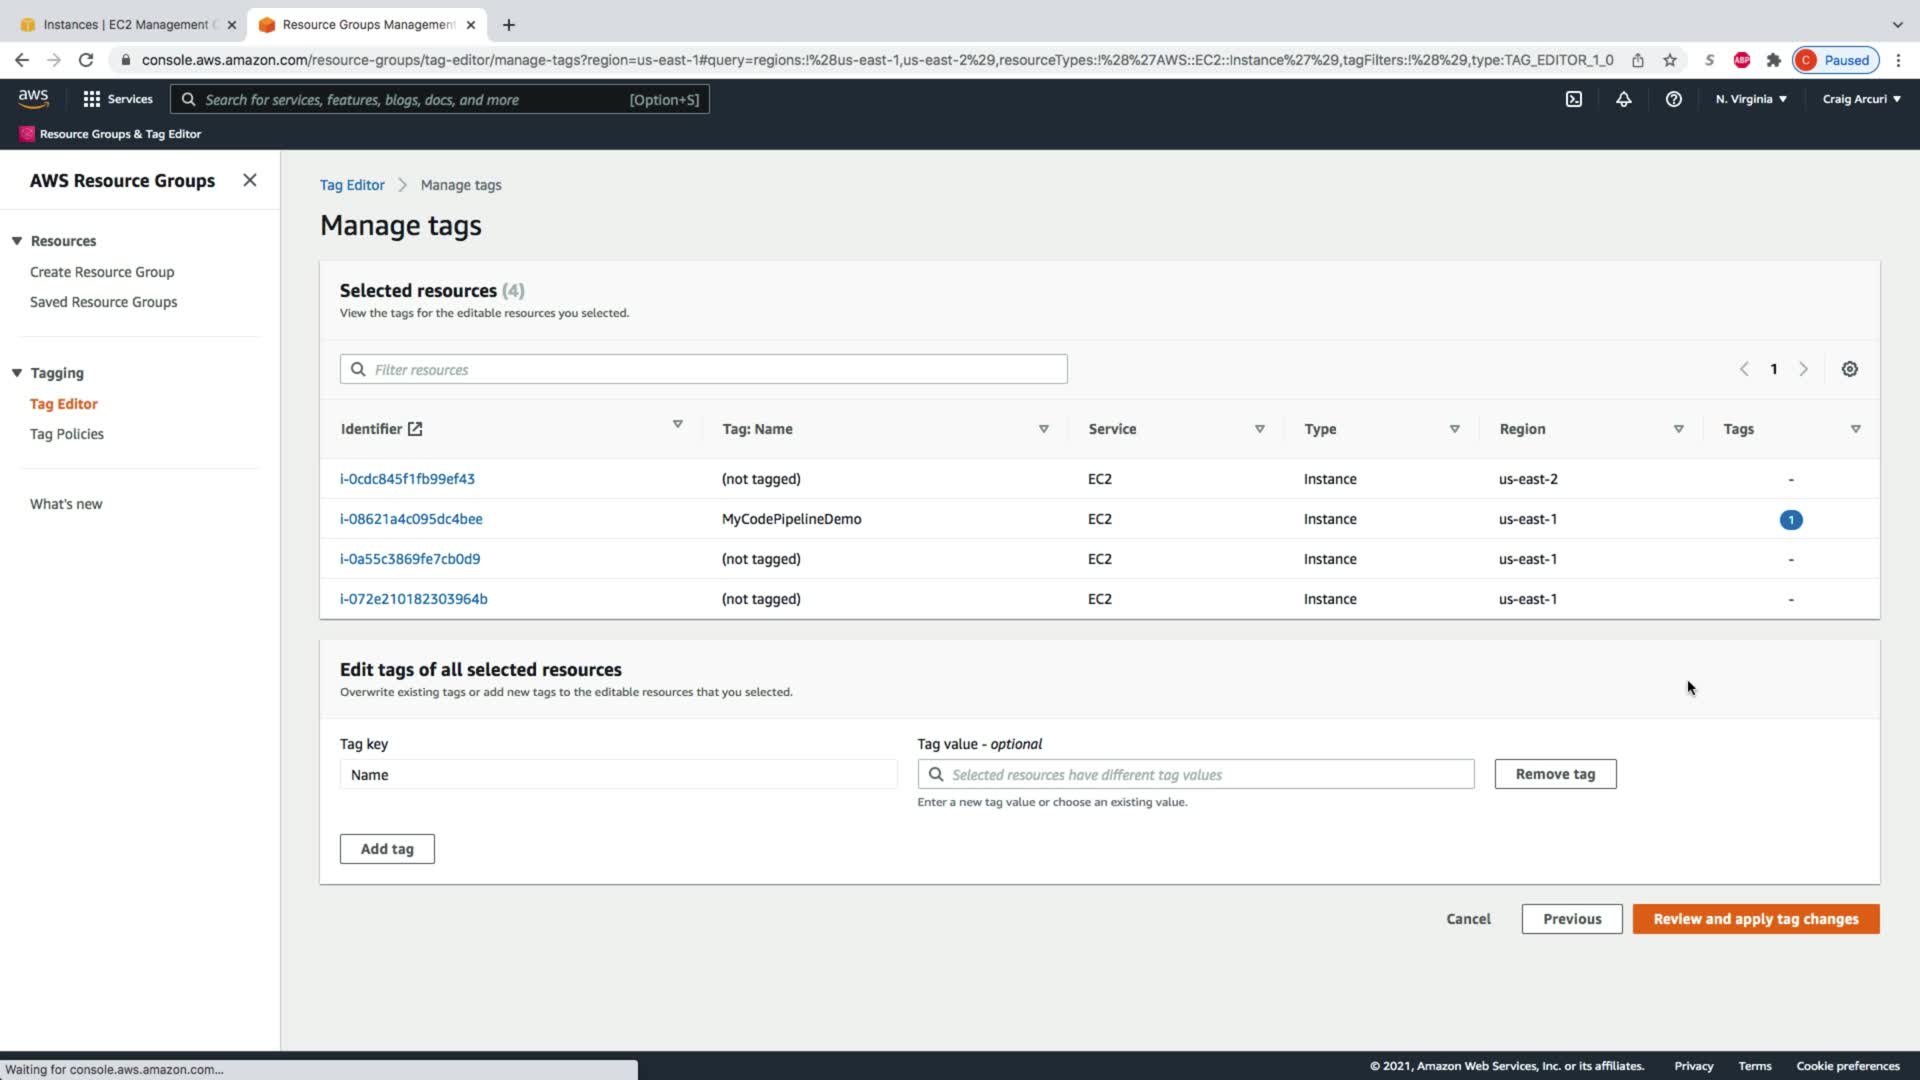 Instances | EC2 Management C
Resource Groups Management
console.aws.amazon.com/resource-groups/tag-editor/manage-tags?region=us-east-1#query=regions:!%28us-east-1,us-east-2%29,resourceTypes:!%28%27AWS::EC2::Instance%27%29,tagFilters:!%28%29,type:TAG_EDITOR_1_0
S
ABP
C
Paused
aws
Services
Search for services, features, blogs, docs, and more
[Option+S]
N. Virginia
Craig Arcuri
Resource Groups & Tag Editor
AWS Resource Groups
Resources
Create Resource Group
Saved Resource Groups
Tagging
Tag Editor
Tag Policies
What's new
Tag Editor > Manage tags
Manage tags
Selected resources (4)
View the tags for the editable resources you selected.
Filter resources
1
Identifier Tag: Name Service Type Region Tags
i-0cdc845f1fb99ef43 (not tagged) EC2 Instance us-east-2 -
i-08621a4c095dc4bee MyCodePipelineDemo EC2 Instance us-east-1 1
i-0a55c3869fe7cb0d9 (not tagged) EC2 Instance us-east-1 -
i-072e210182303964b (not tagged) EC2 Instance us-east-1 -
Edit tags of all selected resources
Overwrite existing tags or add new tags to the editable resources that you selected.
Tag key
Name
Tag value - optional
Selected resources have different tag values
Enter a new tag value or choose an existing value.
Remove tag
Add tag
Cancel
Previous
Review and apply tag changes
Waiting for console.aws.amazon.com...
© 2021, Amazon Web Services, Inc. or its affiliates.
Privacy
Terms
Cookie preferences